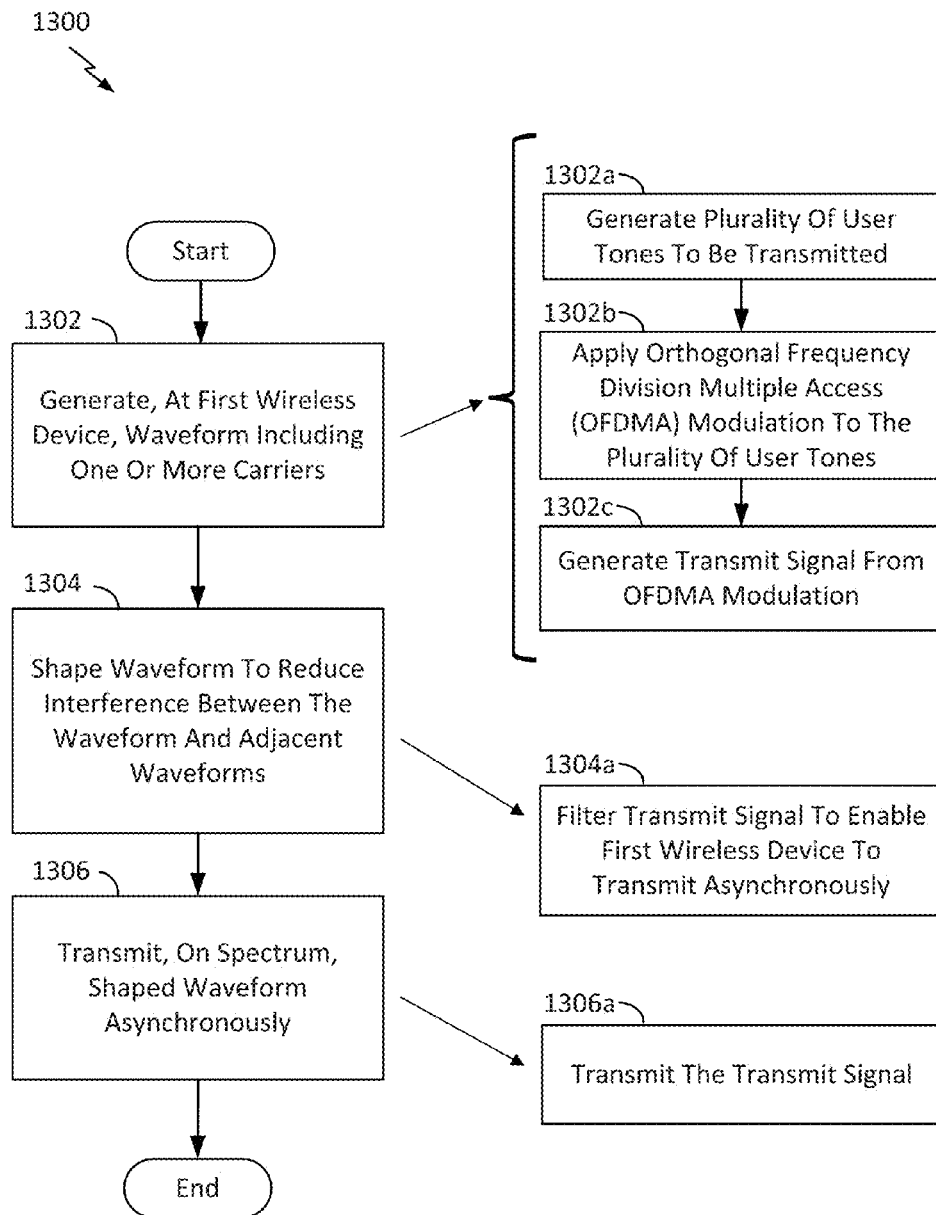 1300
Start
1302
Generate, At First Wireless
Device, Waveform Including
One Or More Carriers
1302a
Generate Plurality Of User
Tones To Be Transmitted
1302b
Apply Orthogonal Frequency
Division Multiple Access
(OFDMA) Modulation To The
Plurality Of User Tones
1302c
Generate Transmit Signal From
OFDMA Modulation
1304
Shape Waveform To Reduce
Interference Between The
Waveform And Adjacent
Waveforms
1304a
Filter Transmit Signal To Enable
First Wireless Device To
Transmit Asynchronously
1306
Transmit, On Spectrum,
Shaped Waveform
Asynchronously
1306a
Transmit The Transmit Signal
End